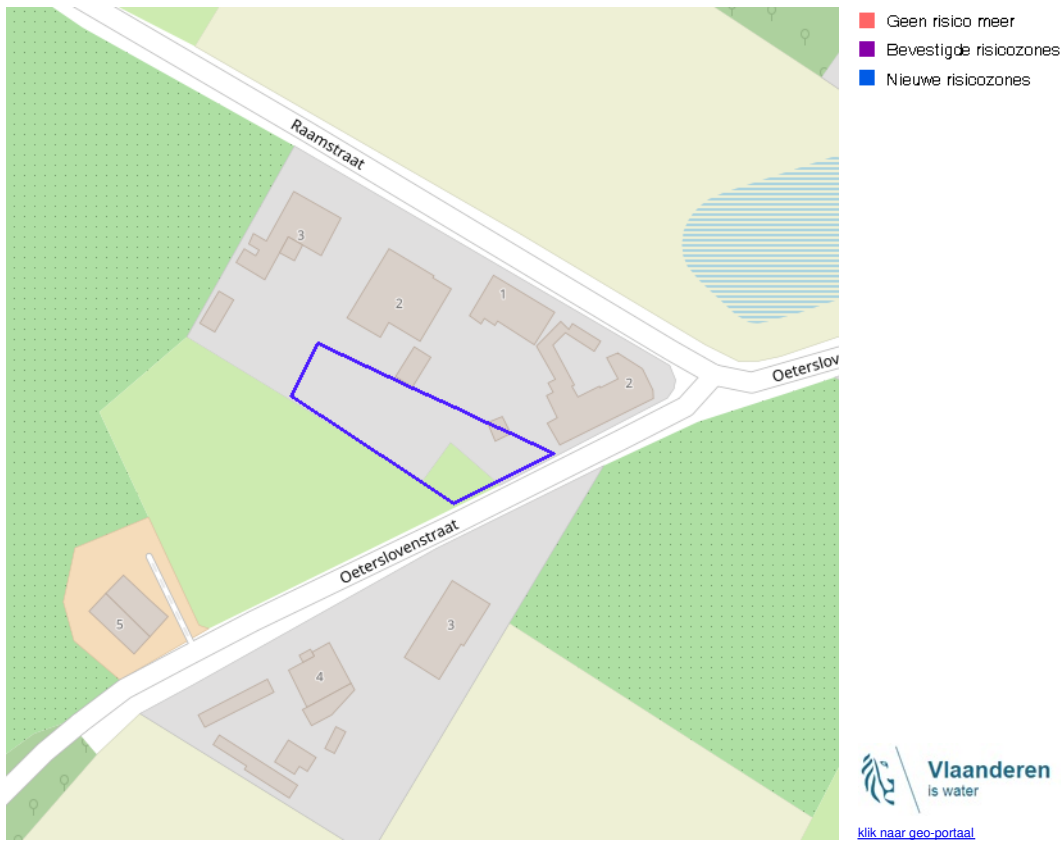 Geen risico meer
Bevestigde risicozones
Nieuwe risicozones
Raamstraat
3
1
2
2
Oeterslov
Oeterslovenstraat
5
3
4
Vlaanderen
is water
klik naar geo-portaal